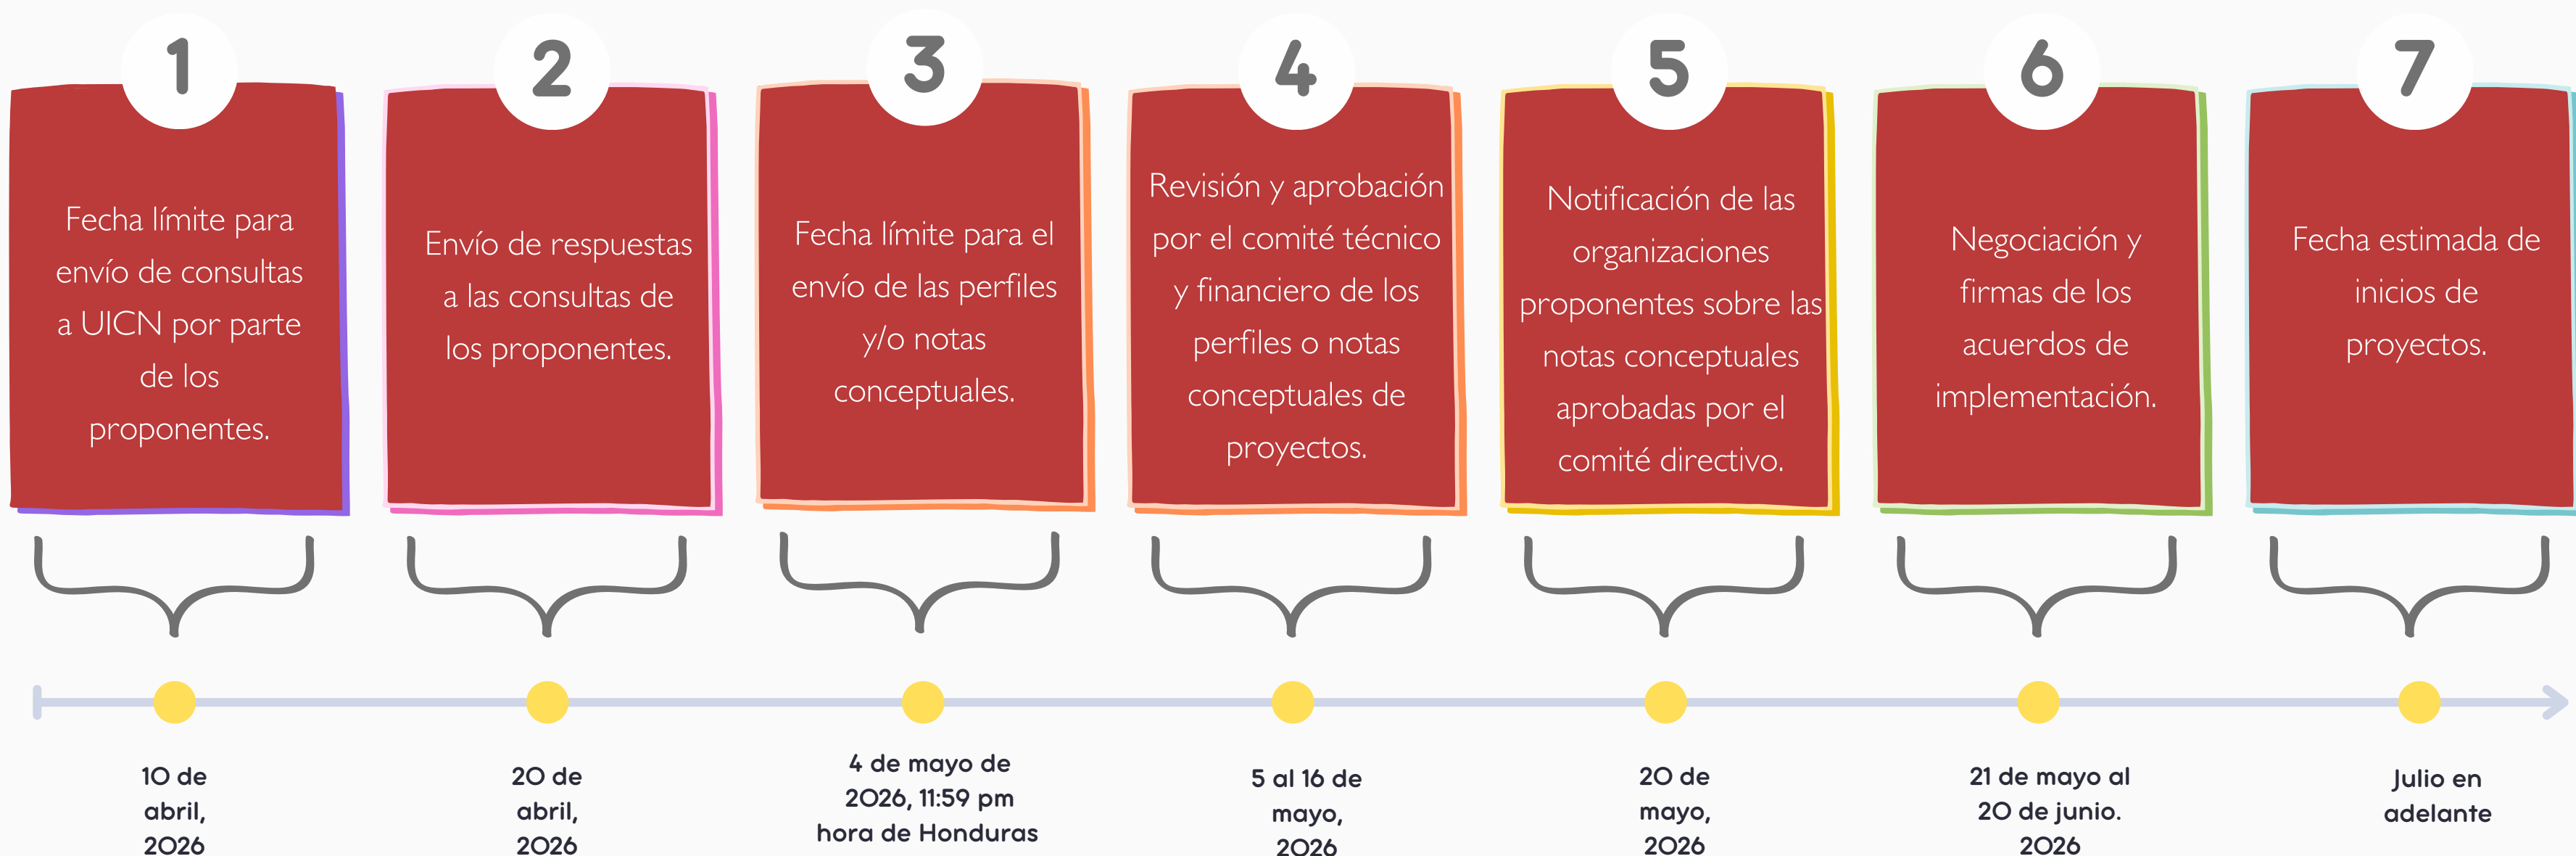 1
Fecha límite para
envío de consultas
a UICN por parte
de los
proponentes.
10 de
abril,
2026
2
Envío de respuestas
a las consultas de
los proponentes.
20 de
abril,
2026
3
Fecha límite para el
envío de las perfiles
y/o notas
conceptuales.
4 de mayo de
2026, 11:59 pm
hora de Honduras
4
Revisión y aprobación
por el comité técnico
y financiero de los
perfiles o notas
conceptuales de
proyectos.
5 al 16 de
mayo,
2026
5
Notificación de las
organizaciones
proponentes sobre las
notas conceptuales
aprobadas por el
comité directivo.
20 de
mayo,
2026
6
Negociación y
firmas de los
acuerdos de
implementación.
21 de mayo al
20 de junio.
2026
7
Fecha estimada de
inicios de
proyectos.
Julio en
adelante